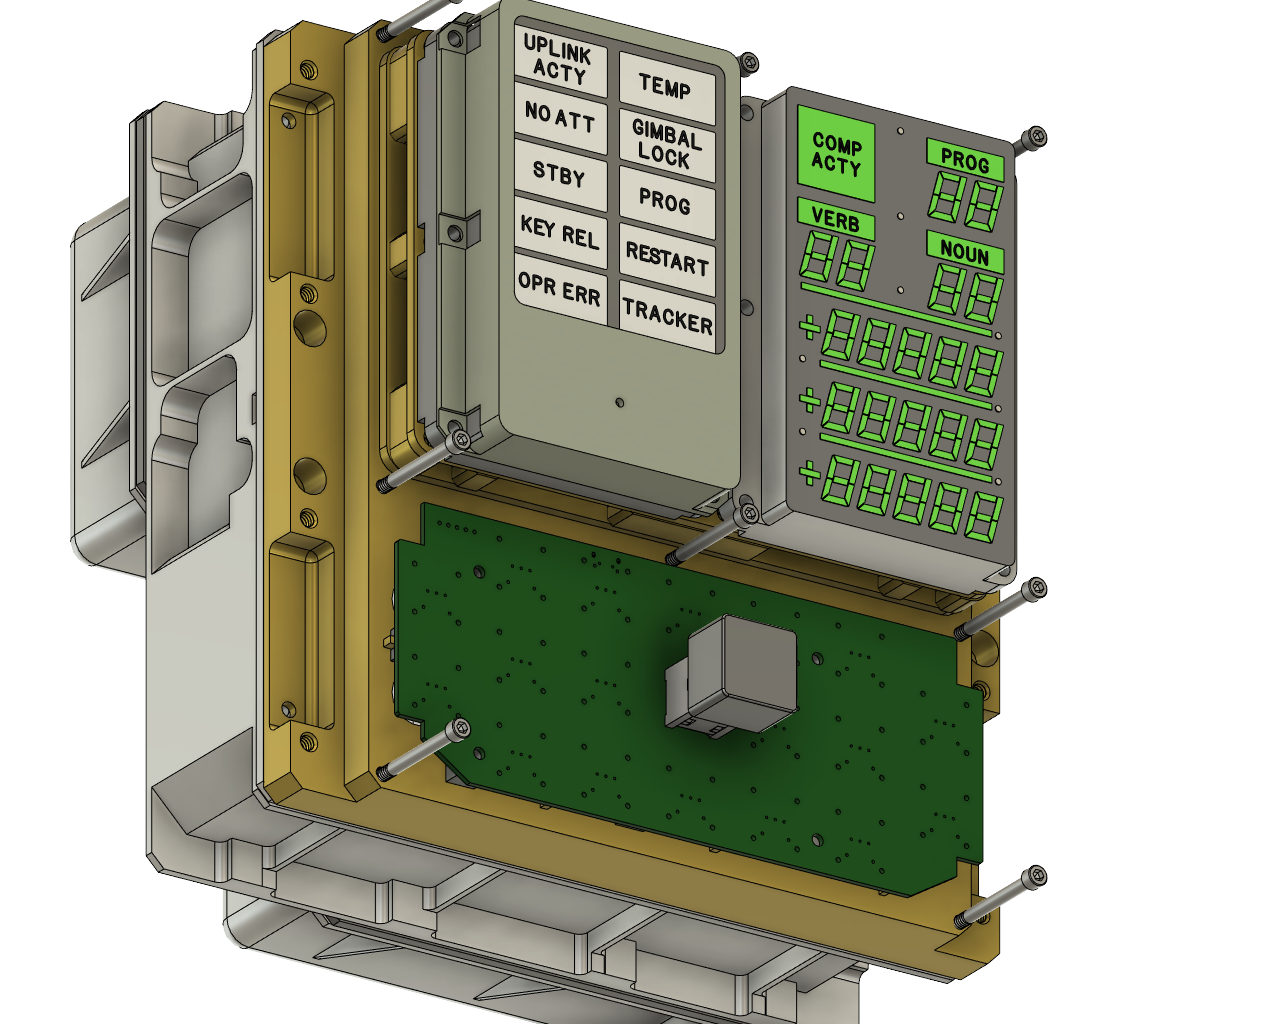 UPLINK
ACTY
TEMP
NO ATT
GIMBAL
LOCK
STBY
PROG
KEY REL
RESTART
OPR ERR
TRACKER
COMP
ACTY
PROG
88
VERB
NOUN
88
88
+88888
+88888
+88888